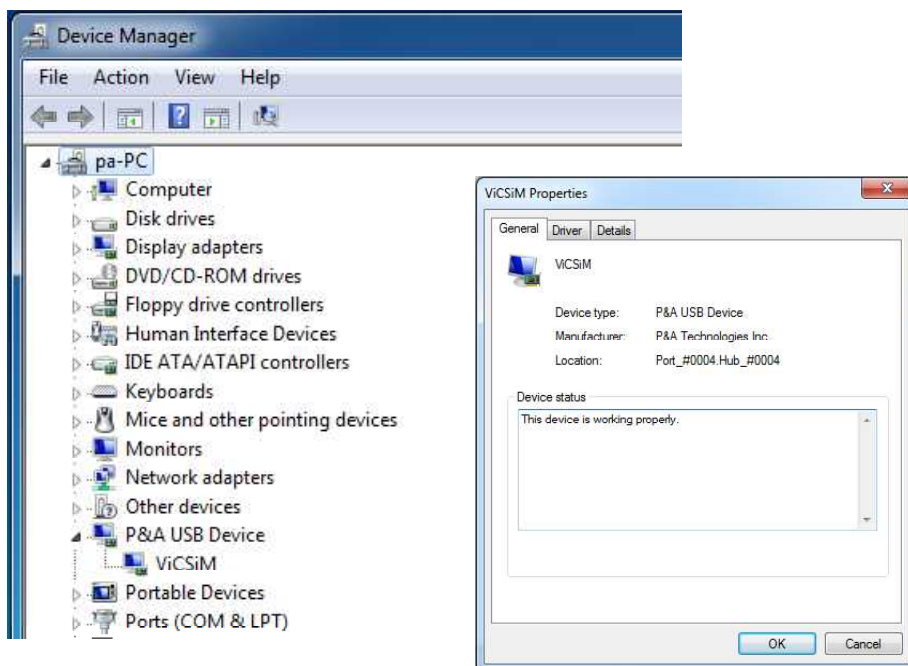 Device Manager
File Action View Help
pa-PC
Computer
Disk drives
Display adapters
DVD/CD-ROM drives
Floppy drive controllers
Human Interface Devices
IDE ATA/ATAPI controllers
Keyboards
Mice and other pointing devices
Monitors
Network adapters
Other devices
P&A USB Device
ViCSiM
Portable Devices
Ports (COM & LPT)
ViCSiM Properties
General Driver Details
ViCSiM
Device type: P&A USB Device
Manufacturer: P&A Technologies Inc.
Location: Port_#0004.Hub_#0004
Device status
This device is working properly.
OK Cancel